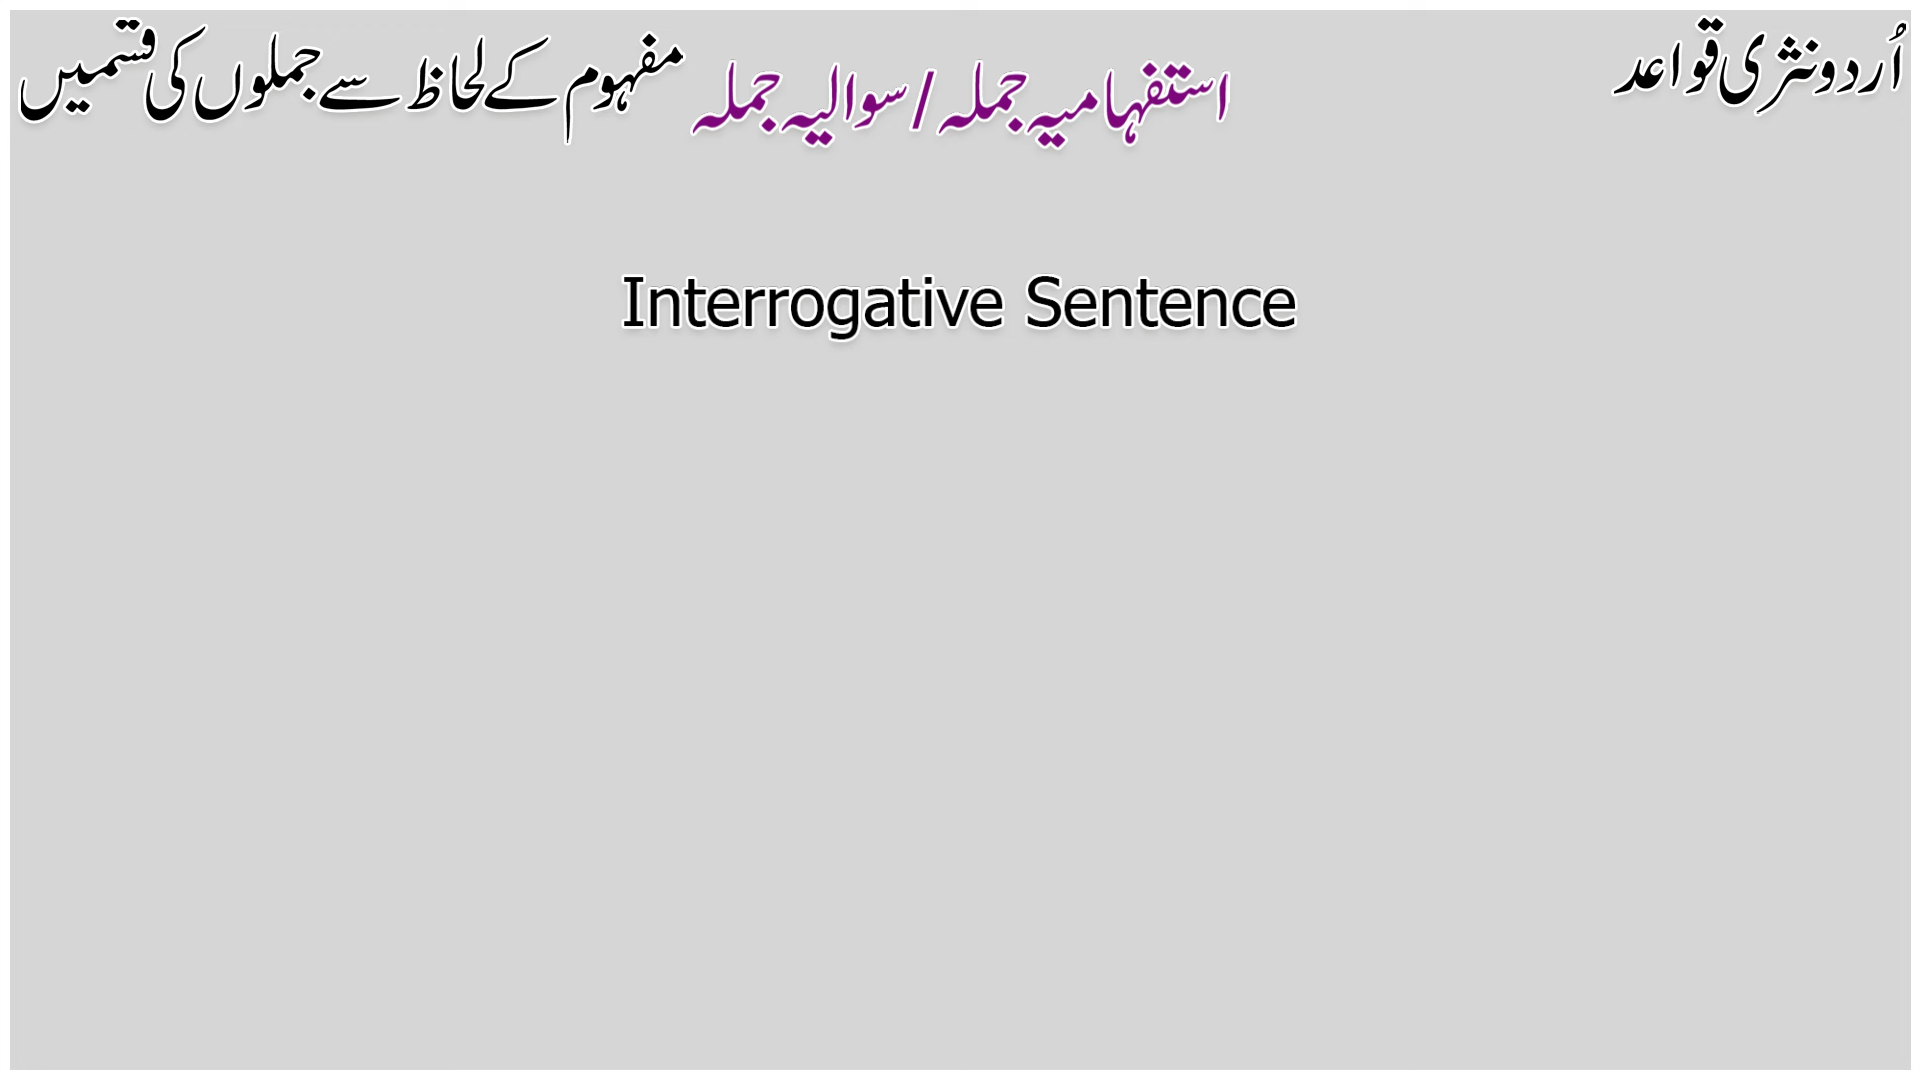 اُردو نثری قواعد
استفہامیہ جملہ / سوالیہ جملہ
مفہوم کے لحاظ سے جملوں کی قسمیں
Interrogative Sentence